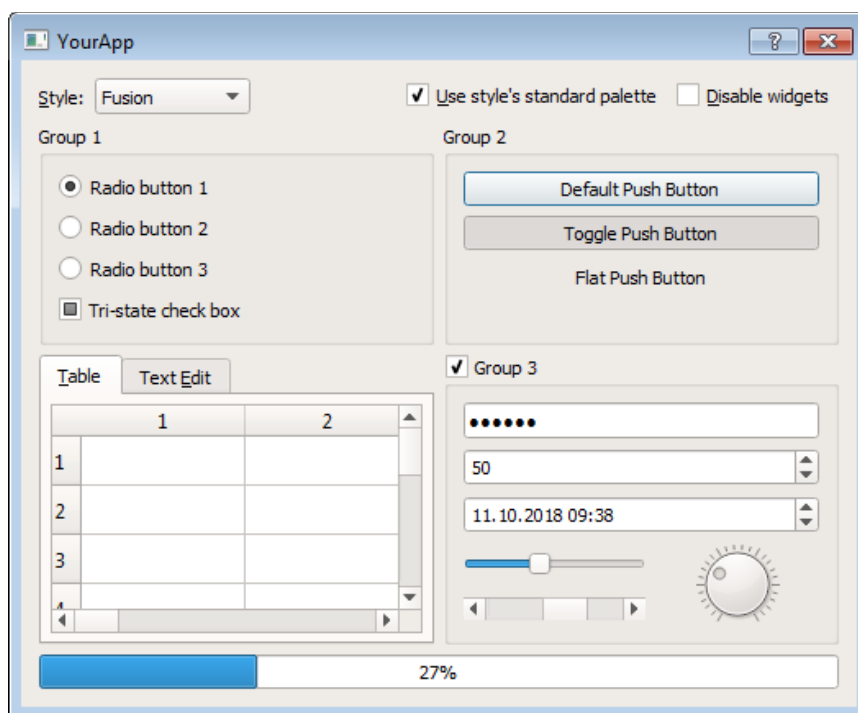 YourApp
Style: Fusion
Use style's standard palette
Disable widgets
Group 1
Radio button 1
Radio button 2
Radio button 3
Tri-state check box
Group 2
Default Push Button
Toggle Push Button
Flat Push Button
Table
Text Edit
1 2
1
2
3
4
Group 3
50
11.10.2018 09:38
27%